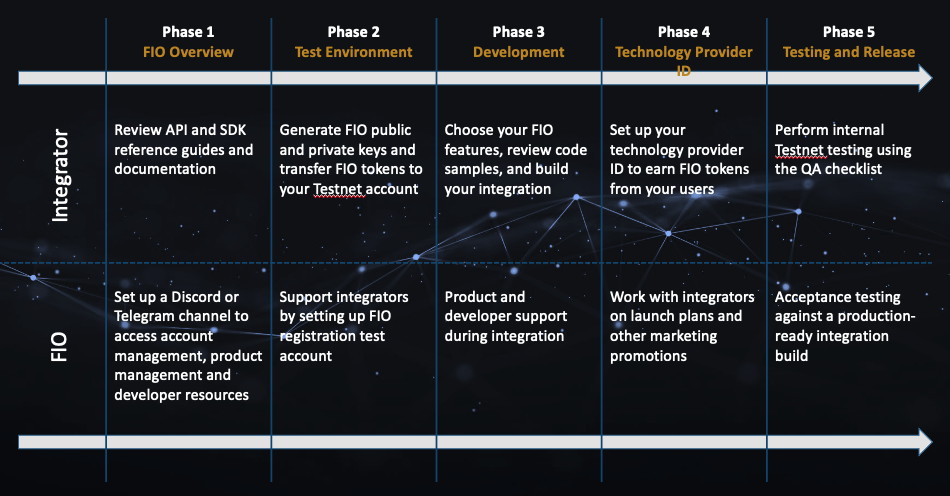 Phase 1
FIO Overview
Phase 2
Test Environment
Phase 3
Development
Phase 4
Technology Provider
ID
Phase 5
Testing and Release
Integrator
Review API and SDK
reference guides and
documentation
Generate FIO public
and private keys and
transfer FIO tokens to
your Testnet account
Choose your FIO
features, review code
samples, and build
your integration
Set up your
technology provider
ID to earn FIO tokens
from your users
Perform internal
Testnet testing using
the QA checklist
FIO
Set up a Discord or
Telegram channel to
access account
management, product
management and
developer resources
Support integrators
by setting up FIO
registration test
account
Product and
developer support
during integration
Work with integrators
on launch plans and
other marketing
promotions
Acceptance testing
against a production-
ready integration
build